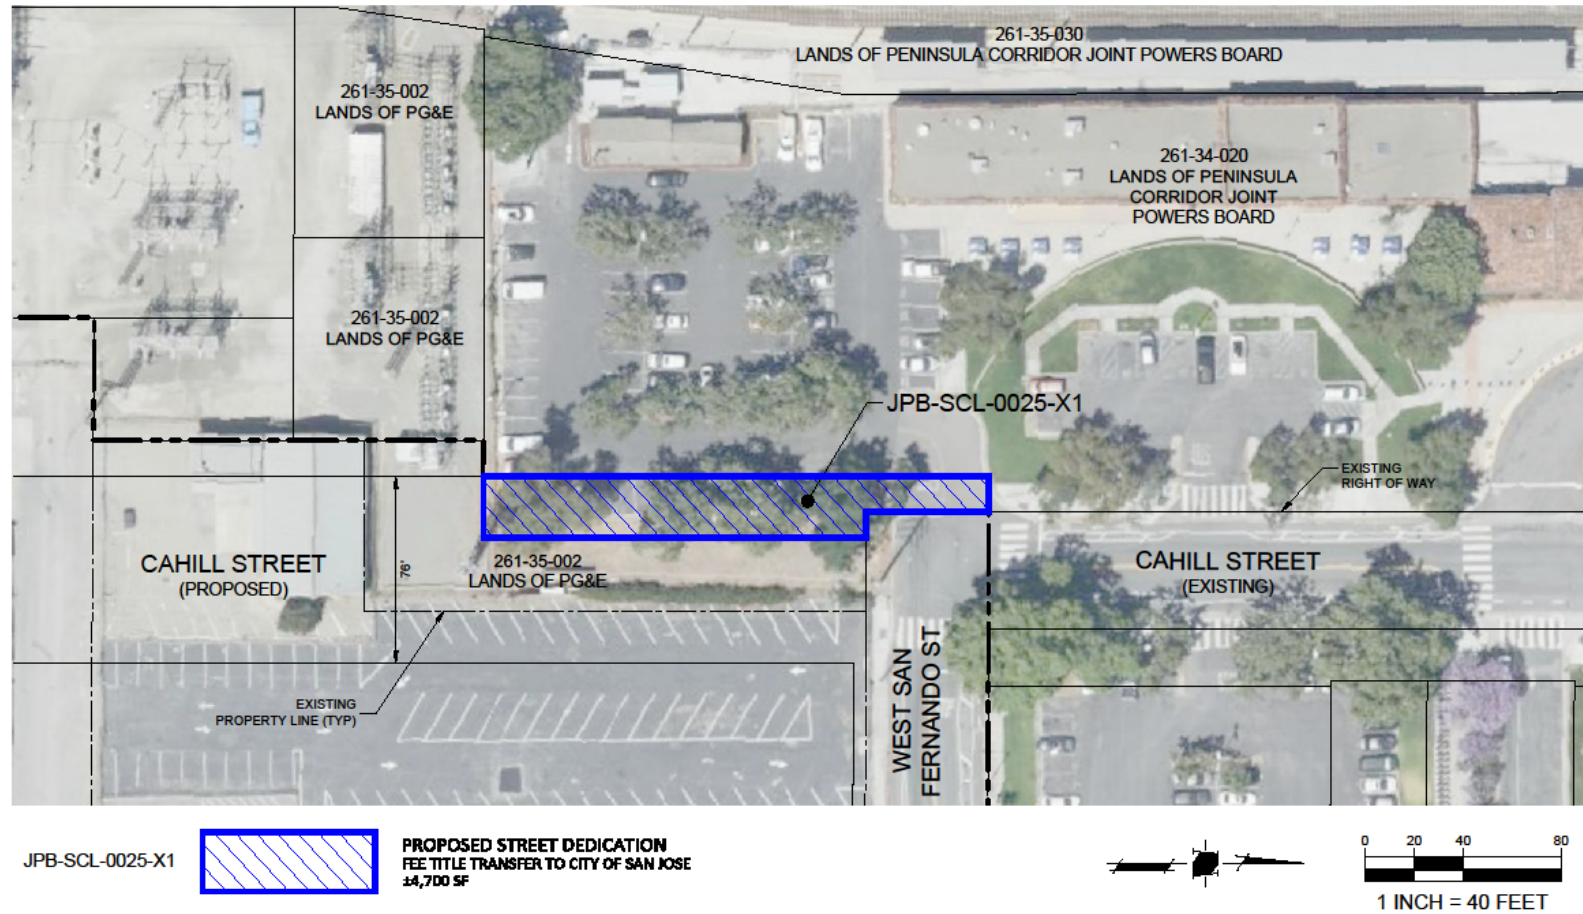 261-35-030
LANDS OF PENINSULA CORRIDOR JOINT POWERS BOARD
261-35-002
LANDS OF PG&E
261-34-020
LANDS OF PENINSULA
CORRIDOR JOINT
POWERS BOARD
261-35-002
LANDS OF PG&E
JPB-SCL-0025-X1
EXISTING
RIGHT OF WAY
CAHILL STREET
(PROPOSED)
76'
261-35-002
LANDS OF PG&E
CAHILL STREET
(EXISTING)
EXISTING
PROPERTY LINE (TYP)
WEST SAN
FERNANDO ST
JPB-SCL-0025-X1
PROPOSED STREET DEDICATION
FEE TITLE TRANSFER TO CITY OF SAN JOSE
±4,700 SF
0 20 40 80
1 INCH = 40 FEET